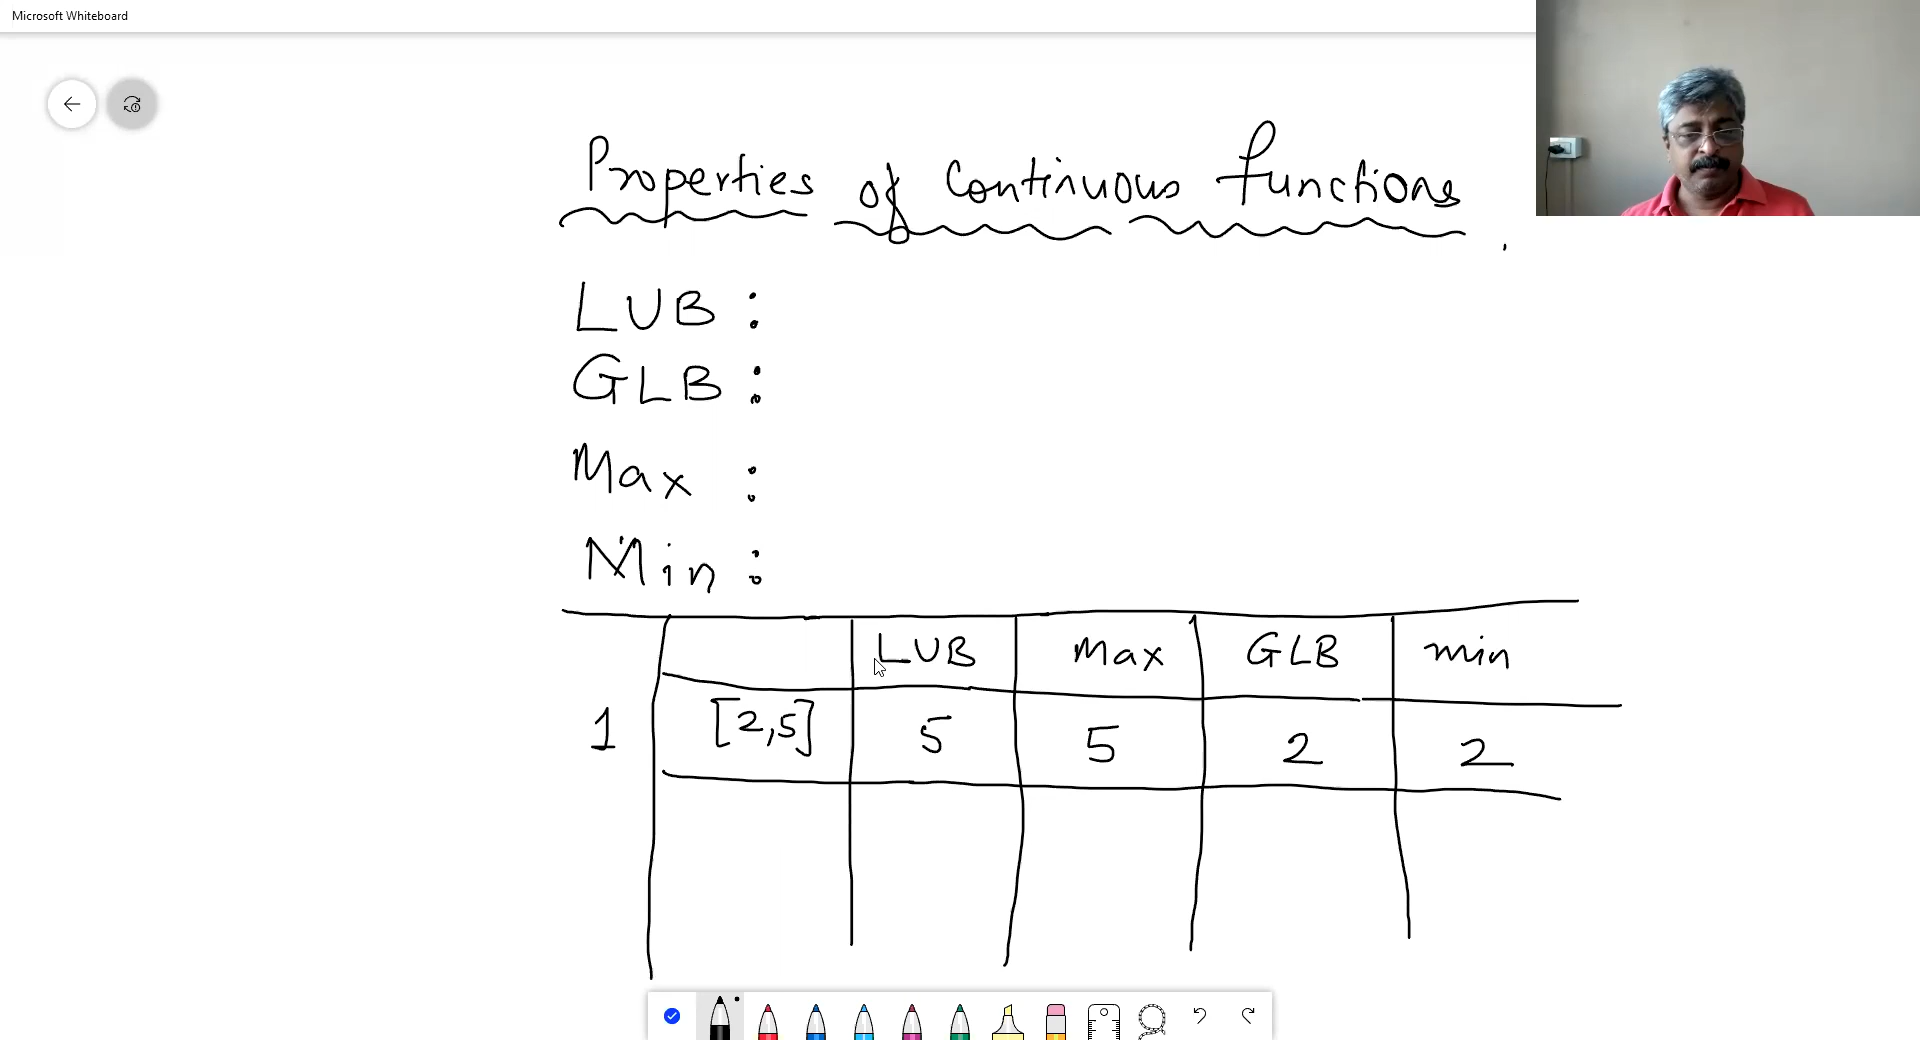 Microsoft Whiteboard
Properties of Continuous functions
LUB :
GLB :
Max :
Min :
LUB Max GLB min
1 [2,5] 5 5 2 2